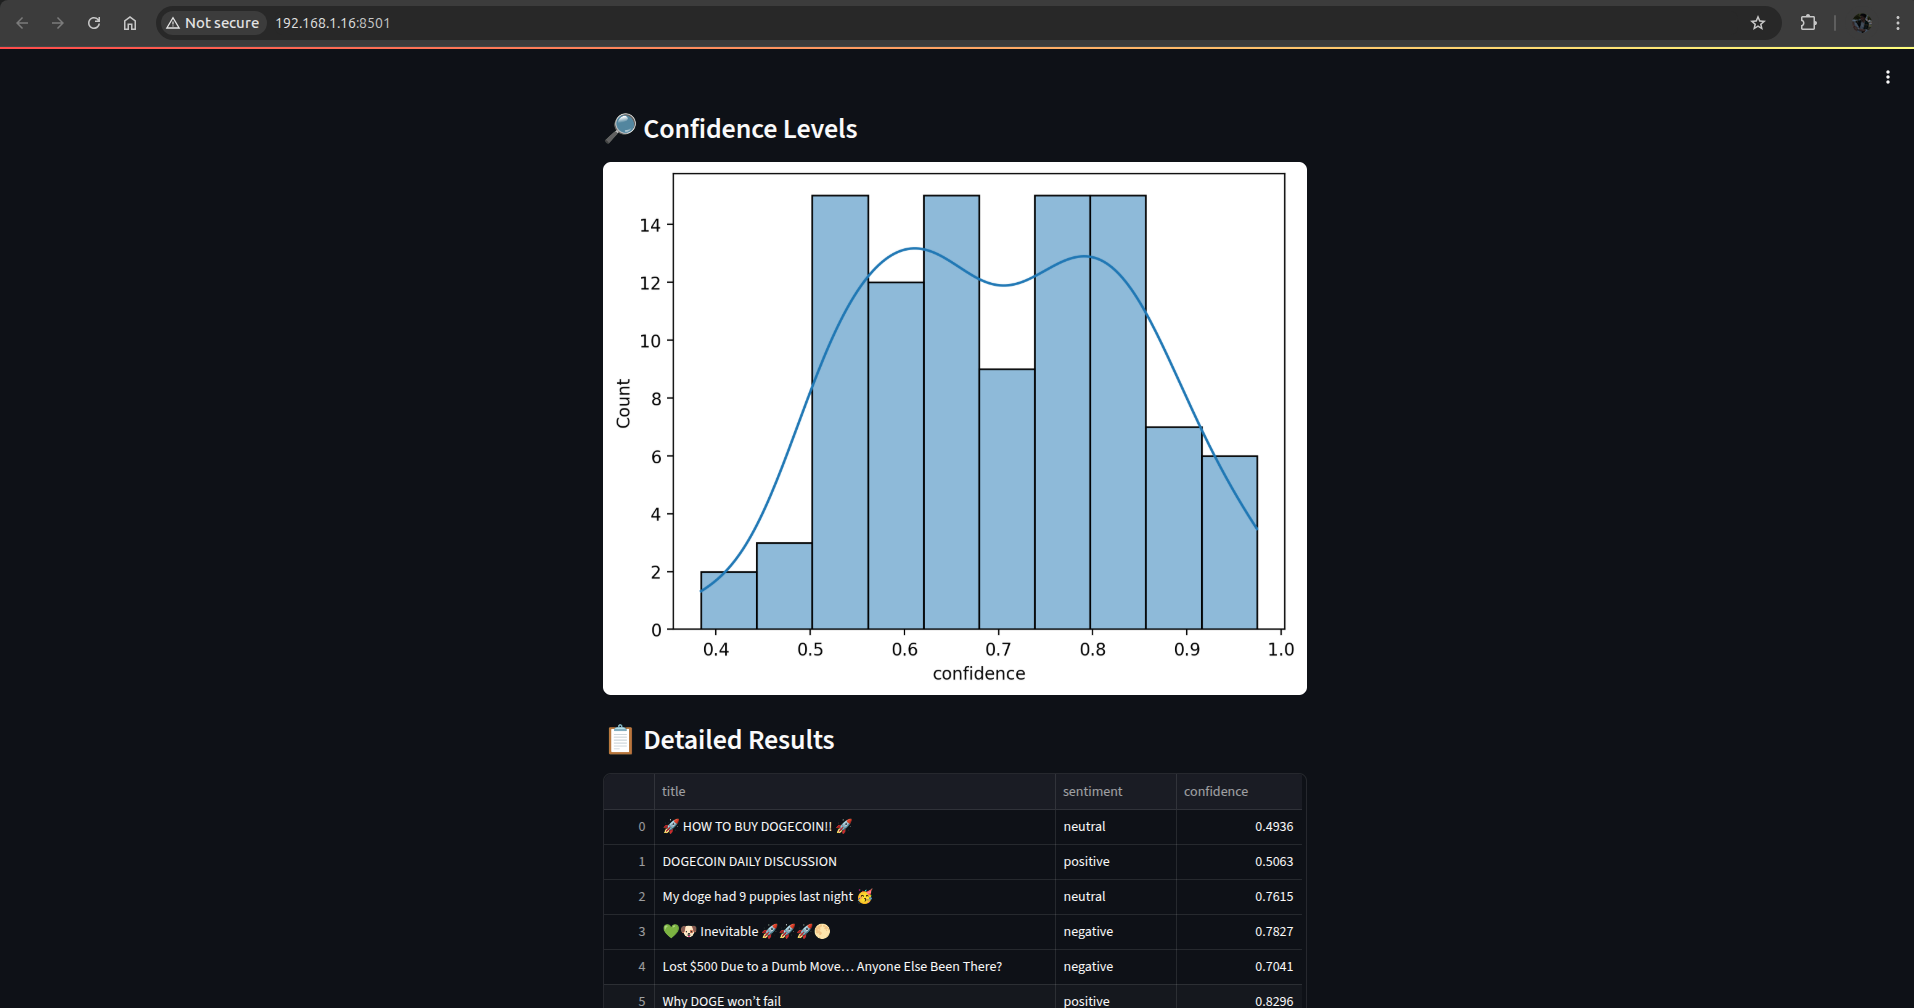 Not secure 192.168.1.16:8501
🔎 Confidence Levels
14
12
10
8
6
4
2
0
Count
0.4 0.5 0.6 0.7 0.8 0.9 1.0
confidence
📋 Detailed Results
title sentiment confidence
0 🚀 HOW TO BUY DOGECOIN!! 🚀 neutral 0.4936
1 DOGECOIN DAILY DISCUSSION positive 0.5063
2 My doge had 9 puppies last night 🥳 neutral 0.7615
3 💚🐶 Inevitable 🚀🚀🚀🌕 negative 0.7827
4 Lost $500 Due to a Dumb Move… Anyone Else Been There? negative 0.7041
5 Why DOGE won’t fail positive 0.8296